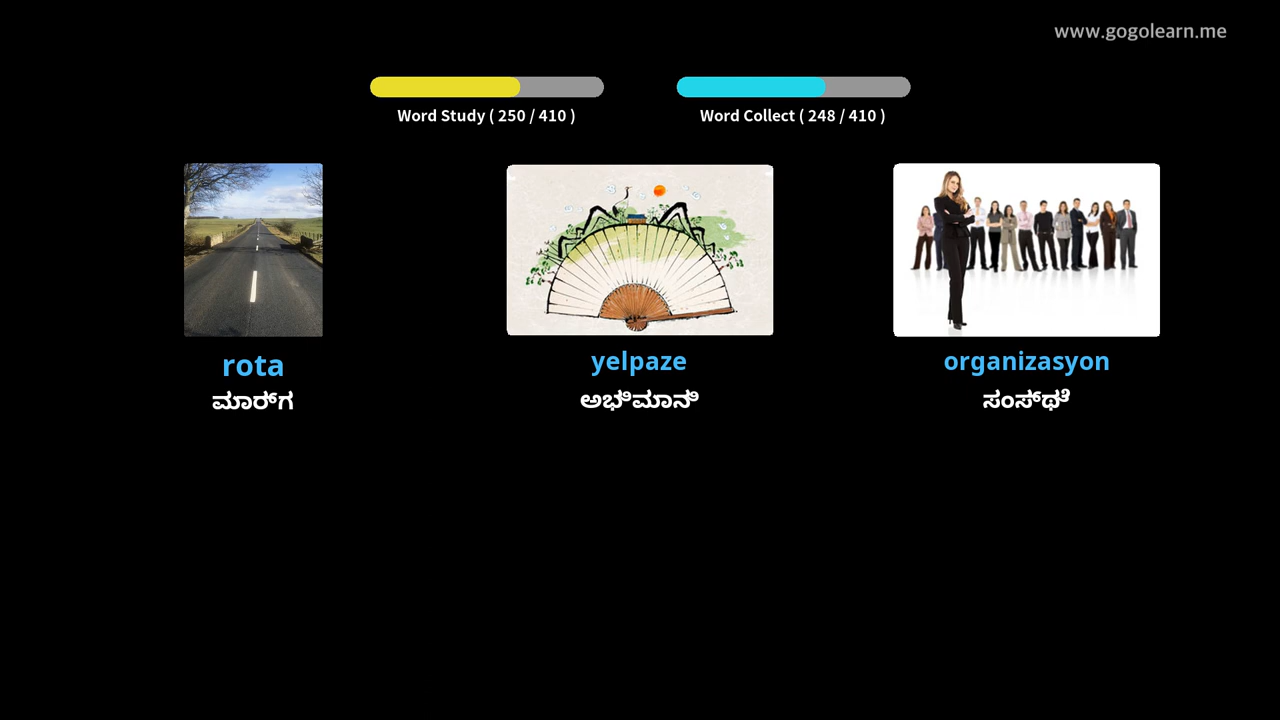 www.gogolearn.me
Word Study ( 250 / 410 )
Word Collect ( 248 / 410 )
rota
yelpaze
organizasyon
ಮಾರ್ಗ
ಅಭಿಮಾನಿ
ಸಂಸ್ಥೆ